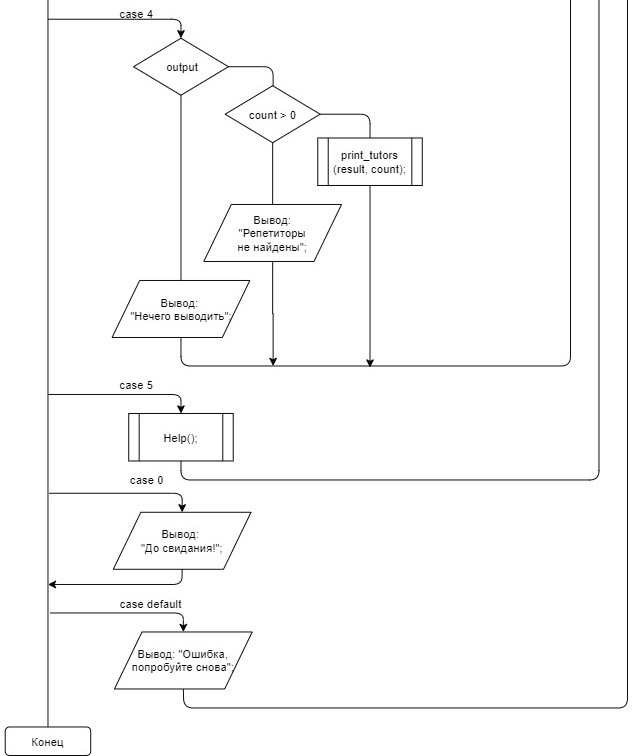 case 4
output
count > 0
print_tutors
(result, count);
Вывод:
"Репетиторы
не найдены";
Вывод:
"Нечего выводить";
case 5
Help();
case 0
Вывод:
"До свидания!";
case default
Вывод: "Ошибка,
попробуйте снова";
Конец